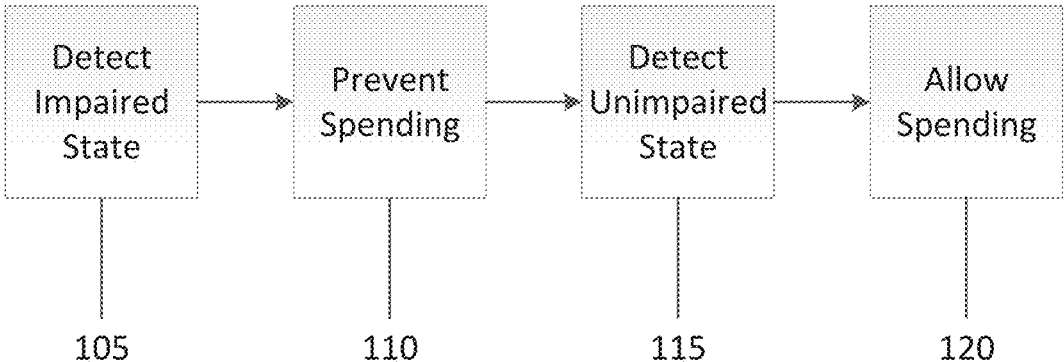 Detect
Impaired
State
Prevent
Spending
Detect
Unimpaired
State
Allow
Spending
105
110
115
120